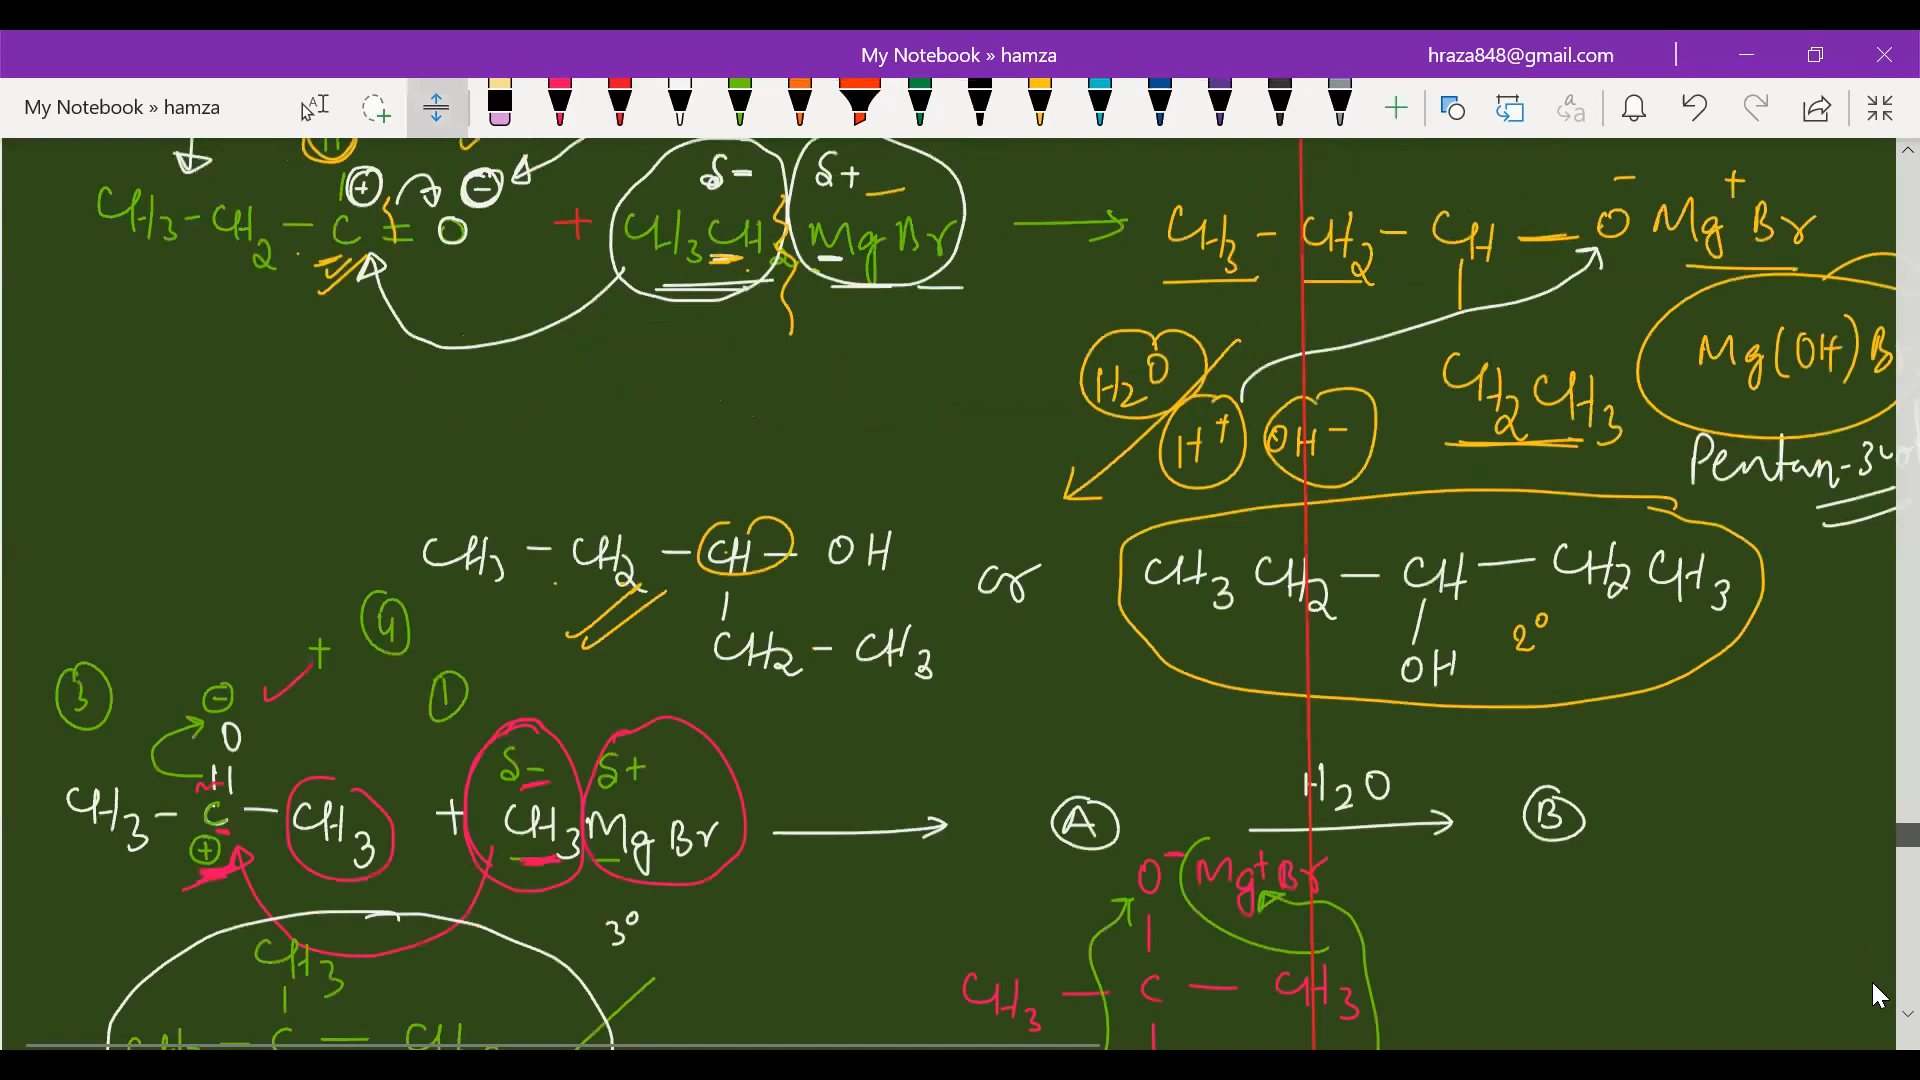 My Notebook » hamza
hraza848@gmail.com
My Notebook » hamza
δ- δ+
CH3-CH2-C=O + CH3CH2 MgBr → CH3-CH2-CH-O⁻ Mg⁺Br
H2O
H+ OH-
CH2CH3
Mg(OH)B
Pentan-3-ol
CH3-CH2-CH-OH
CH2-CH3
or
CH3CH2-CH-CH2CH3
OH
2°
3
4
1
+
O
CH3-C-CH3 + CH3MgBr → A
δ- δ+
H2O → B
3°
O⁻ Mg⁺Br
CH3-C-CH3
CH3
C